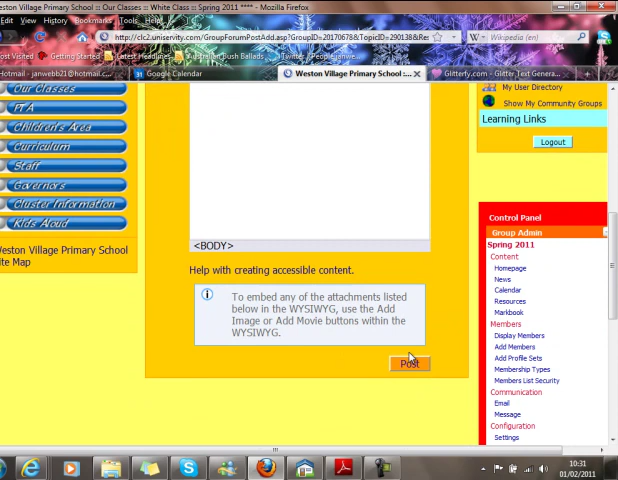 eston Village Primary School :: Our Classes :: White Class :: Spring 2011 **** - Mozilla Firefox
Edit View History Bookmarks Tools Help
http://clc2.uniservity.com/GroupForumPostAdd.asp?GroupID=20170678&TopicID=290138&Res
W - Wikipedia (en)
ost Visited Getting Started Latest Headlines Australian Bush Ballads Twitter / People janwe...
Hotmail - janwebb21@hotmail.c...
31 Google Calendar
Weston Village Primary School :...
Glitterfy.com - Glitter Text Genera...
Our Classes
PTA
Children's Area
Curriculum
Staff
Governors
Cluster Information
Kids Aloud
Weston Village Primary School
ite Map
<BODY>
Help with creating accessible content.
To embed any of the attachments listed
below in the WYSIWYG, use the Add
Image or Add Movie buttons within the
WYSIWYG.
Post
My User Directory
Show My Community Groups
Learning Links
Logout
Control Panel
Group Admin
Spring 2011
Content
Homepage
News
Calendar
Resources
Markbook
Members
Display Members
Add Members
Add Profile Sets
Membership Types
Members List Security
Communication
Email
Message
Configuration
Settings
10:31
01/02/2011